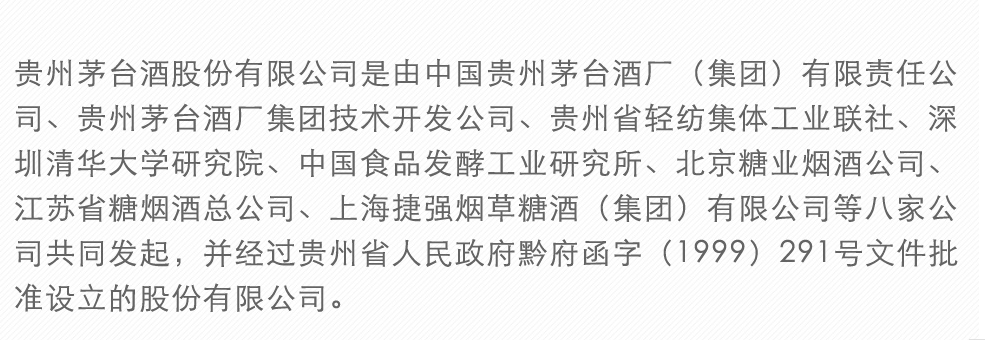 贵州茅台酒股份有限公司是由中国贵州茅台酒厂（集团）有限责任公
司、贵州茅台酒厂集团技术开发公司、贵州省轻纺集体工业联社、深
圳清华大学研究院、中国食品发酵工业研究所、北京糖业烟酒公司、
江苏省糖烟酒总公司、上海捷强烟草糖酒（集团）有限公司等八家公
司共同发起，并经过贵州省人民政府黔府函字（1999）291号文件批
准设立的股份有限公司。